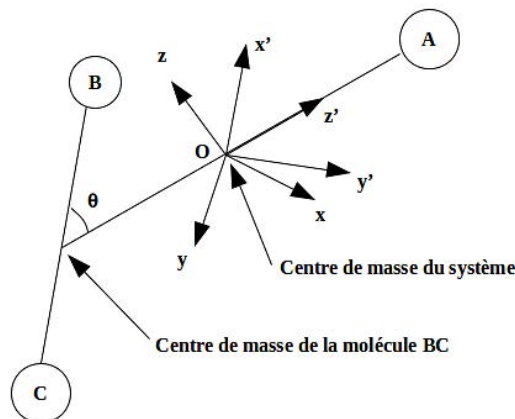 A
x’
z
B
z’
O
θ
y’
x
y
Centre de masse du système
Centre de masse de la molécule BC
C